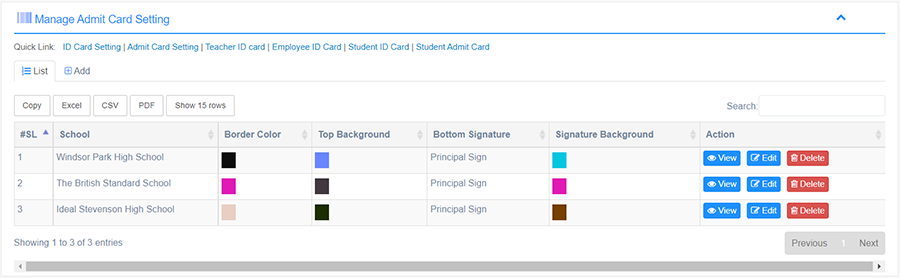 Manage Admit Card Setting
Quick Link: ID Card Setting | Admit Card Setting | Teacher ID card | Employee ID Card | Student ID Card | Student Admit Card
List Add
Copy Excel CSV PDF Show 15 rows Search:
#SL School Border Color Top Background Bottom Signature Signature Background Action
1 Windsor Park High School Principal Sign View Edit Delete
2 The British Standard School Principal Sign View Edit Delete
3 Ideal Stevenson High School Principal Sign View Edit Delete
Showing 1 to 3 of 3 entries Previous 1 Next